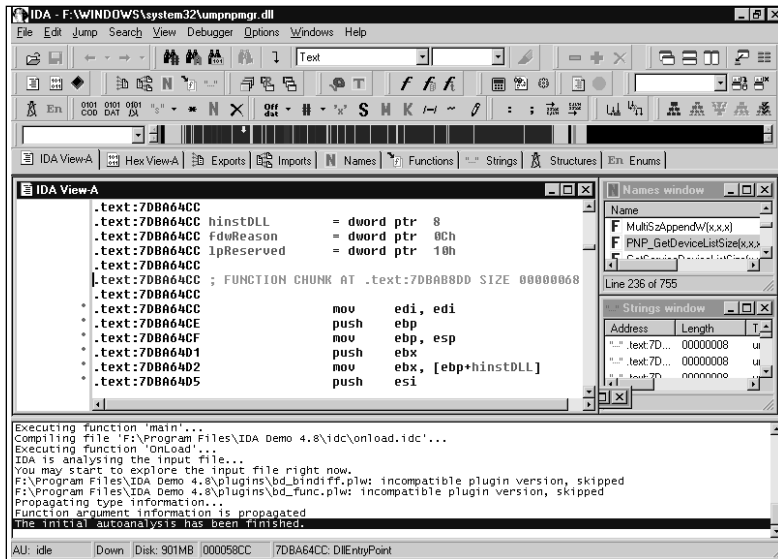 IDA - F:\WINDOWS\system32\umpnpmgr.dll
File Edit Jump Search View Debugger Options Windows Help
Text
En
Off
S M K
IDA View-A Hex View-A Exports Imports N Names Functions Strings Structures En Enums
IDA View-A
.text:7DBA64CC
.text:7DBA64CC hinstDLL = dword ptr 8
.text:7DBA64CC fdwReason = dword ptr 0Ch
.text:7DBA64CC lpReserved = dword ptr 10h
.text:7DBA64CC
.text:7DBA64CC ; FUNCTION CHUNK AT .text:7DBAB8DD SIZE 00000068
.text:7DBA64CC
.text:7DBA64CC mov edi, edi
.text:7DBA64CE push ebp
.text:7DBA64CF mov ebp, esp
.text:7DBA64D1 push ebx
.text:7DBA64D2 mov ebx, [ebp+hinstDLL]
.text:7DBA64D5 push esi
Names window
Name
F MultiSzAppendW(x,x,x)
F PNP_GetDeviceListSize(x,x,x
Line 236 of 755
Strings window
Address Length T
.text:7D... 00000008
.text:7D... 00000008
Executing function 'main'...
Compiling file 'F:\Program Files\IDA Demo 4.8\idc\onload.idc'...
Executing function 'OnLoad'...
IDA is analysing the input file...
You may start to explore the input file right now.
F:\Program Files\IDA Demo 4.8\plugins\bd_bindiff.plw: incompatible plugin version, skipped
F:\Program Files\IDA Demo 4.8\plugins\bd_func.plw: incompatible plugin version, skipped
Propagating type information...
Function argument information is propagated
The initial autoanalysis has been finished.
AU: idle Down Disk: 901MB 000058CC 7DBA64CC: DllEntryPoint